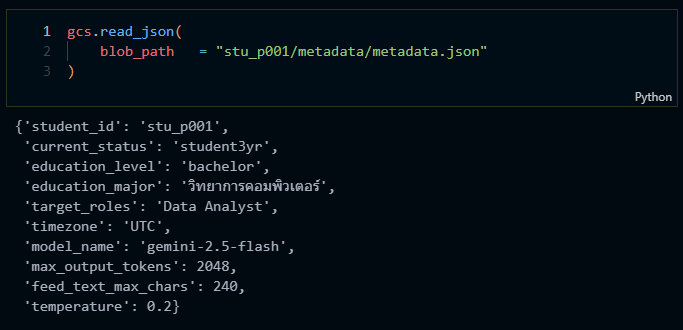 1 gcs.read_json(
2 blob_path = "stu_p001/metadata/metadata.json"
3 )
Python
{'student_id': 'stu_p001',
'current_status': 'student3yr',
'education_level': 'bachelor',
'education_major': 'วิทยาการคอมพิวเตอร์',
'target_roles': 'Data Analyst',
'timezone': 'UTC',
'model_name': 'gemini-2.5-flash',
'max_output_tokens': 2048,
'feed_text_max_chars': 240,
'temperature': 0.2}